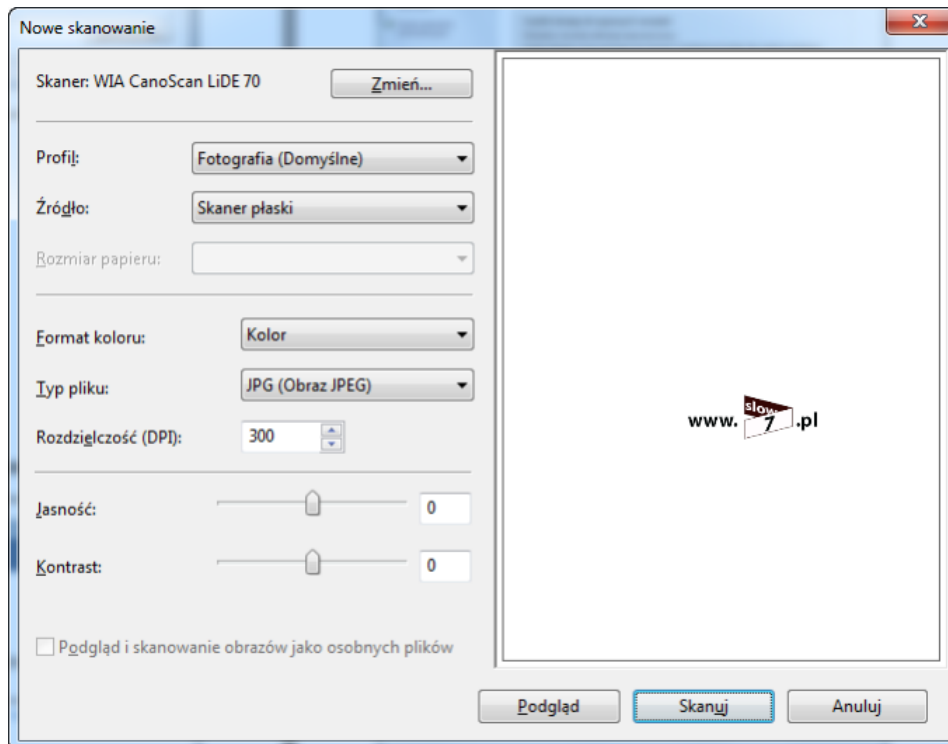 Nowe skanowanie
Skaner: WIA CanoScan LiDE 70
Zmień...
Profil: Fotografia (Domyślne)
Źródło: Skaner płaski
Rozmiar papieru:
Format koloru: Kolor
Typ pliku: JPG (Obraz JPEG)
Rozdzielczość (DPI): 300
Jasność: 0
Kontrast: 0
Podgląd i skanowanie obrazów jako osobnych plików
www.slow7.pl
Podgląd Skanuj Anuluj